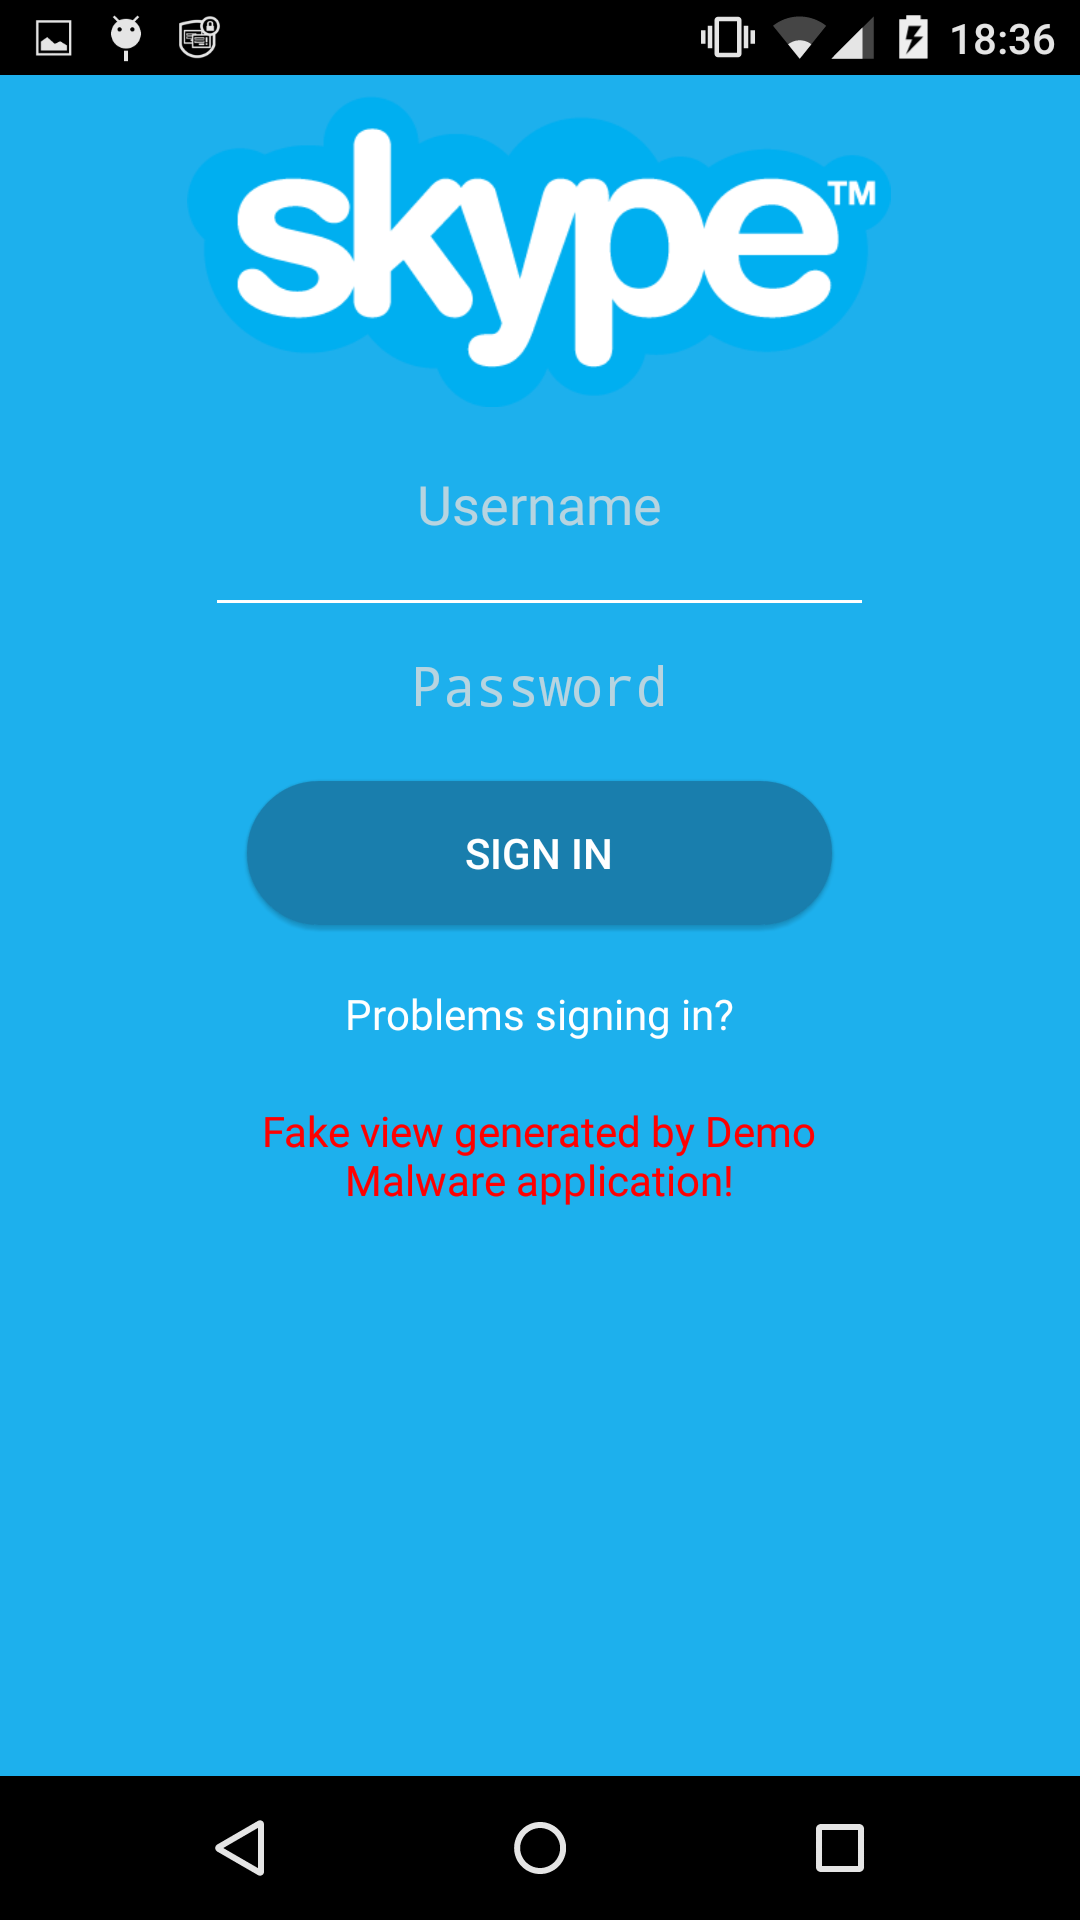 18:36
skype™
Username
Password
SIGN IN
Problems signing in?
Fake view generated by Demo
Malware application!